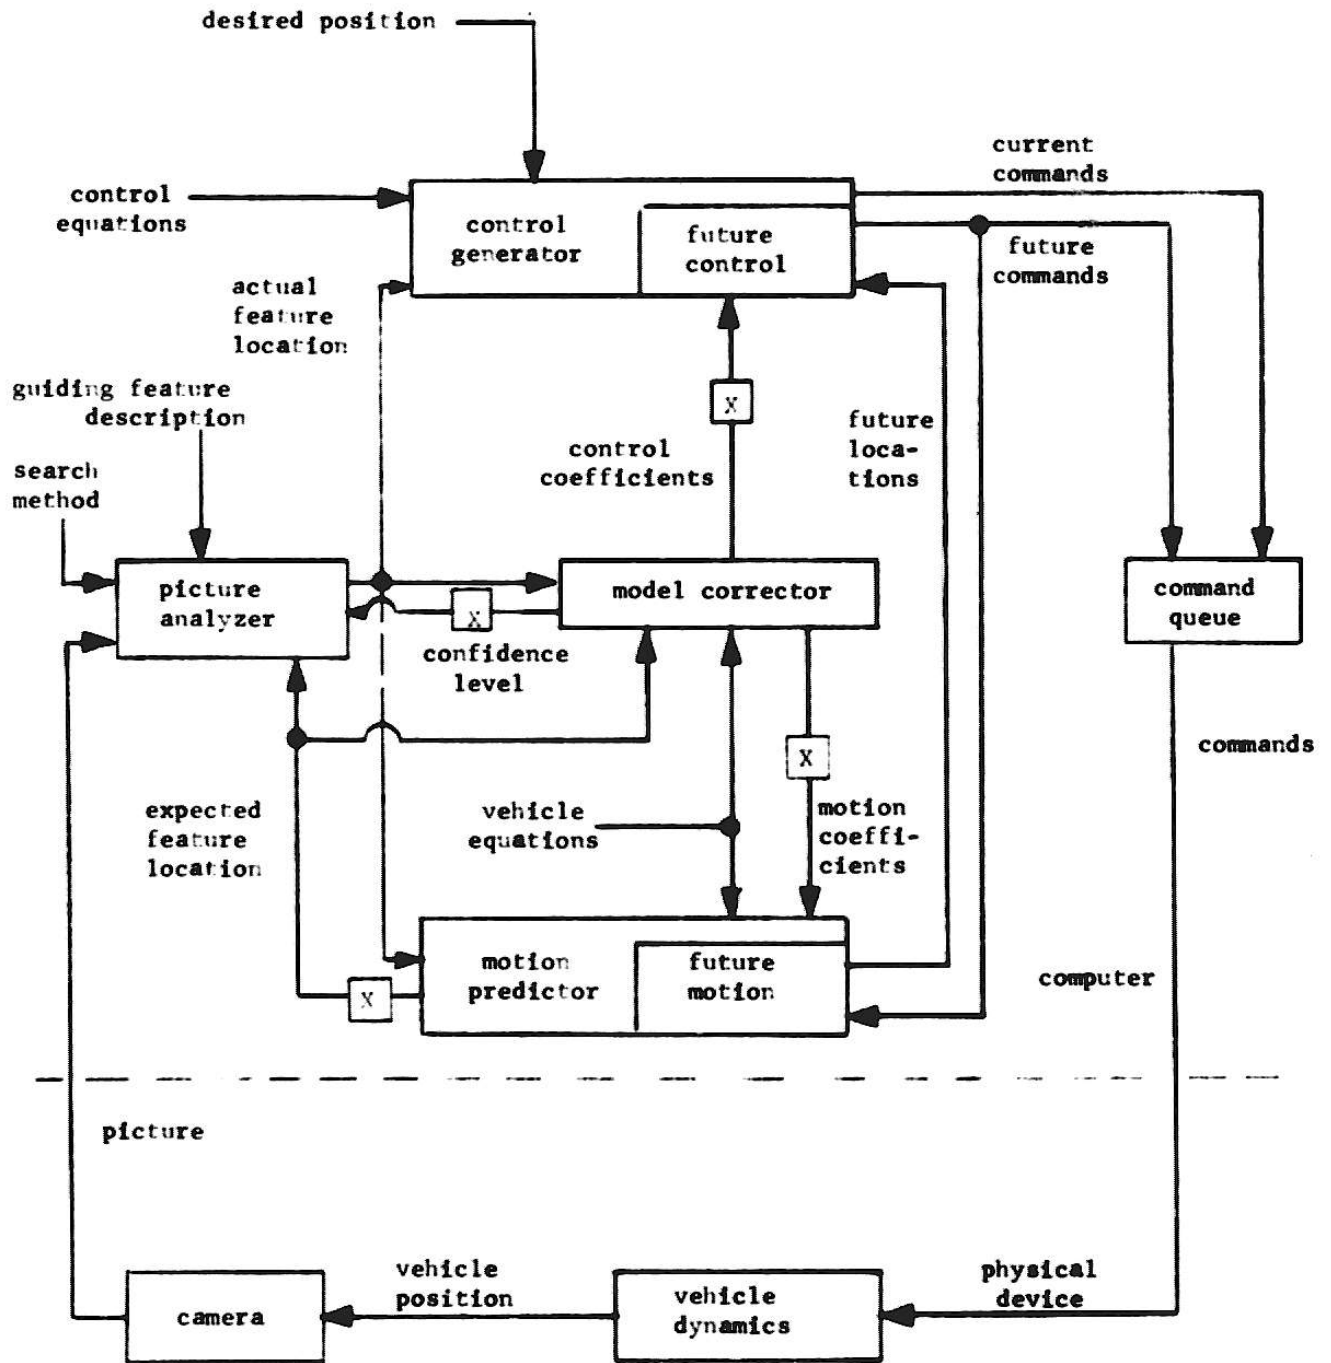 desired position
current
commands
control
equations
control
generator
future
control
future
commands
actual
feature
location
guiding feature
description
X
search
method
control
coefficients
future
loca-
tions
picture
analyzer
X
confidence
level
model corrector
command
queue
X
commands
expected
feature
location
vehicle
equations
motion
coeffi-
cients
motion
predictor
future
motion
X
computer
picture
camera
vehicle
position
vehicle
dynamics
physical
device